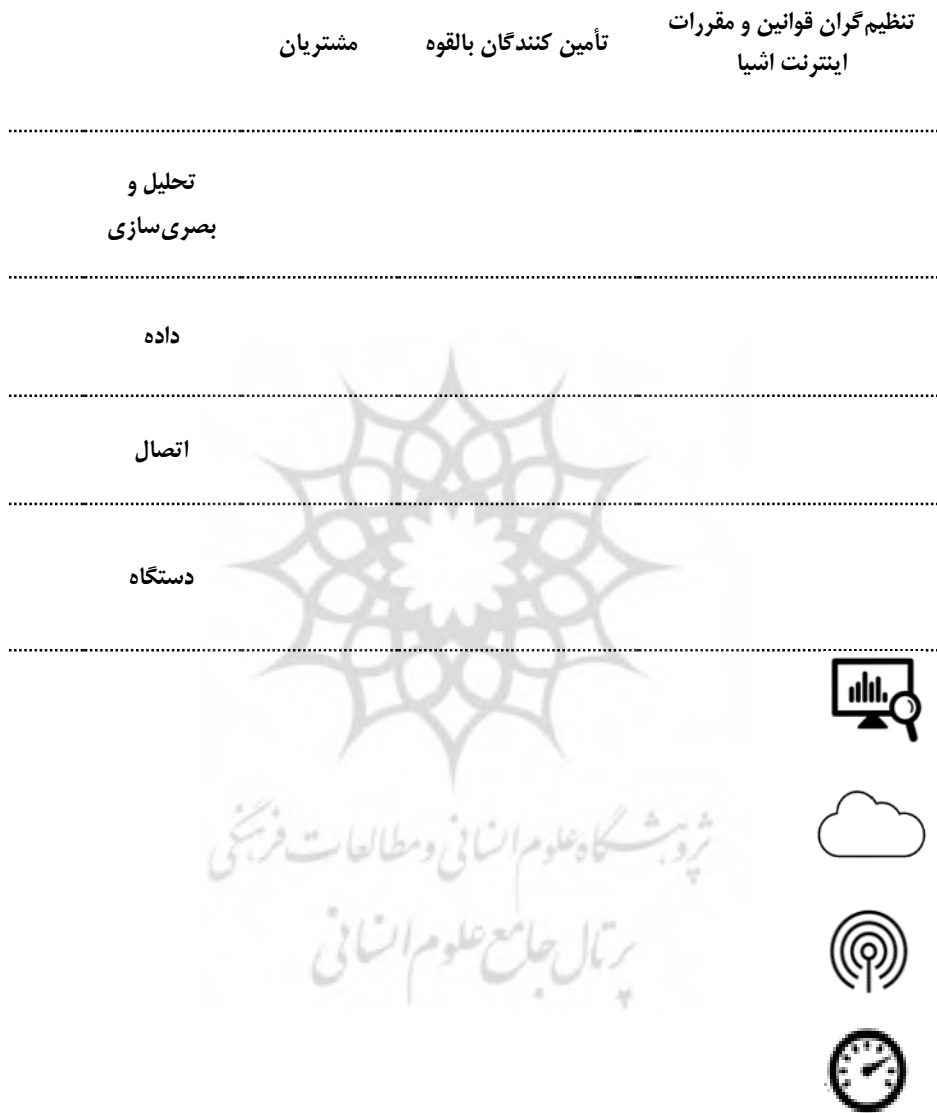 تنظیم‌گران قوانین و مقررات
اینترنت اشیا
تأمین کنندگان بالقوه
مشتریان
تحلیل و
بصری‌سازی
داده
اتصال
دستگاه
پژوهشگاه علوم انسانی و مطالعات فرهنگی
پرتال جامع علوم انسانی